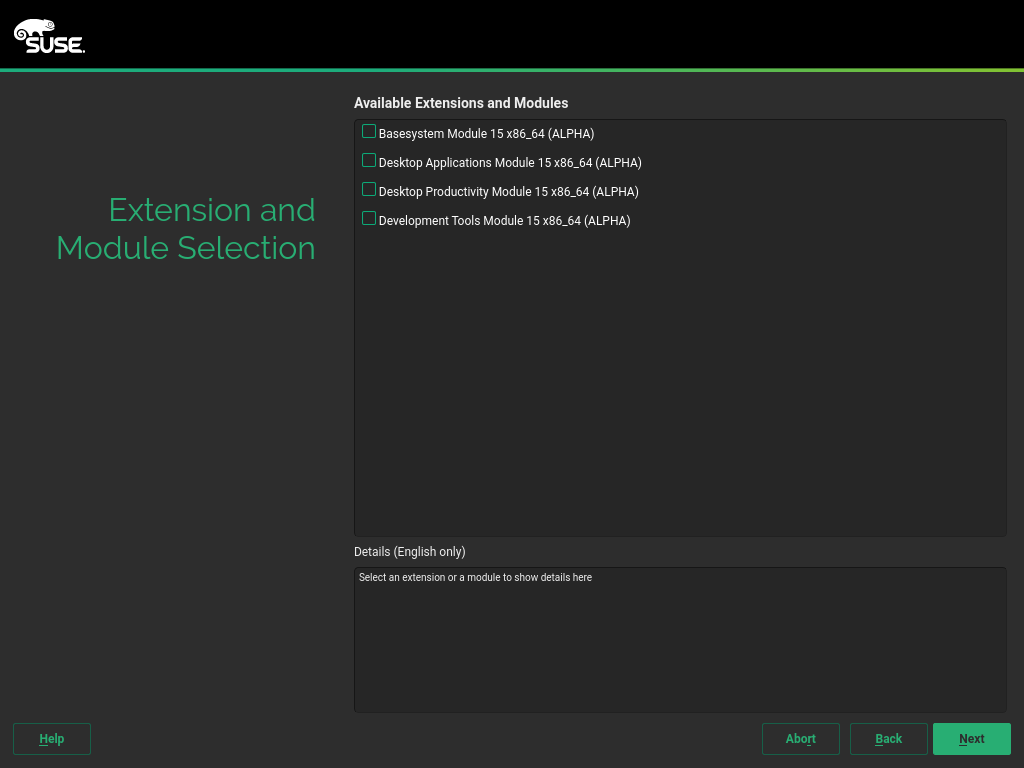 SUSE.
Available Extensions and Modules
Basesystem Module 15 x86_64 (ALPHA)
Desktop Applications Module 15 x86_64 (ALPHA)
Desktop Productivity Module 15 x86_64 (ALPHA)
Development Tools Module 15 x86_64 (ALPHA)
Extension and
Module Selection
Details (English only)
Select an extension or a module to show details here
Help
Abort
Back
Next